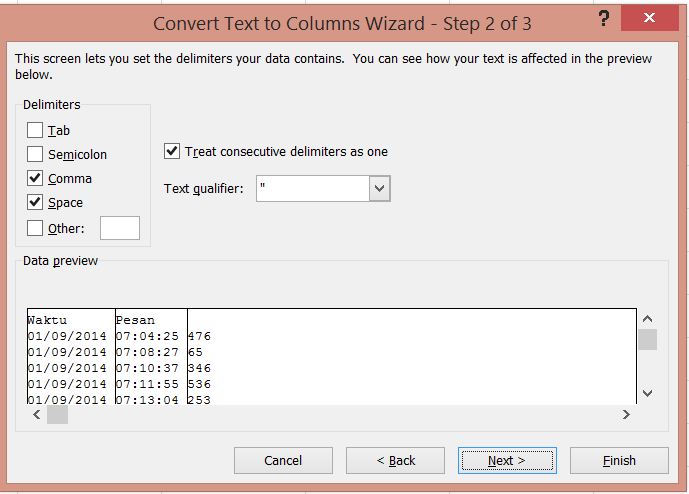 Convert Text to Columns Wizard - Step 2 of 3
? x
This screen lets you set the delimiters your data contains. You can see how your text is affected in the preview
below.
Delimiters
Tab
Semicolon
Comma
Space
Other:
Treat consecutive delimiters as one
Text qualifier: "
Data preview
Waktu Pesan
01/09/2014 07:04:25 476
01/09/2014 07:08:27 65
01/09/2014 07:10:37 346
01/09/2014 07:11:55 536
01/09/2014 07:13:04 253
Cancel < Back Next > Finish